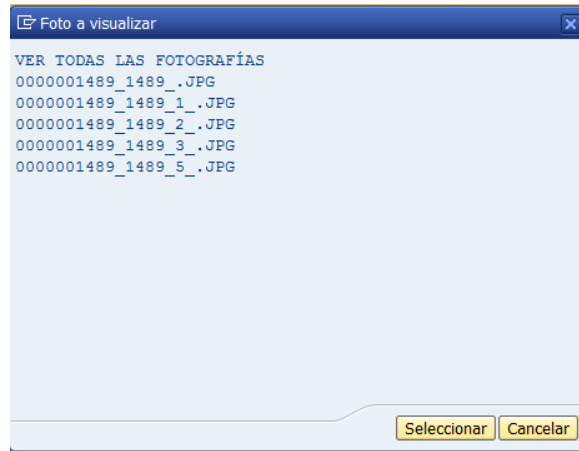 Foto a visualizar
VER TODAS LAS FOTOGRAFÍAS
0000001489_1489_.JPG
0000001489_1489_1_.JPG
0000001489_1489_2_.JPG
0000001489_1489_3_.JPG
0000001489_1489_5_.JPG
Seleccionar Cancelar